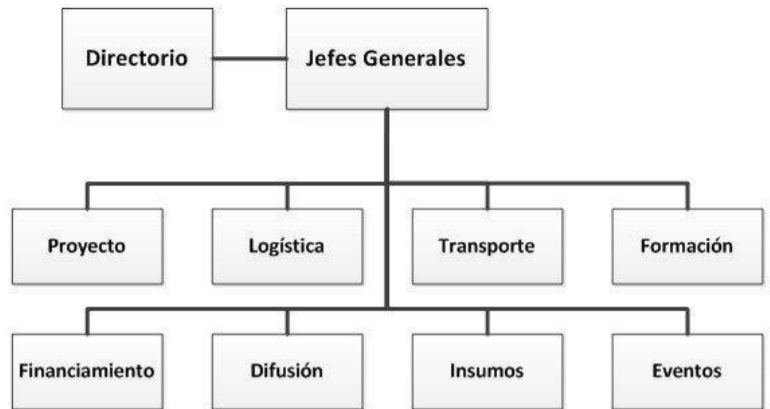 Directorio
Jefes Generales
Proyecto
Logística
Transporte
Formación
Financiamiento
Difusión
Insumos
Eventos